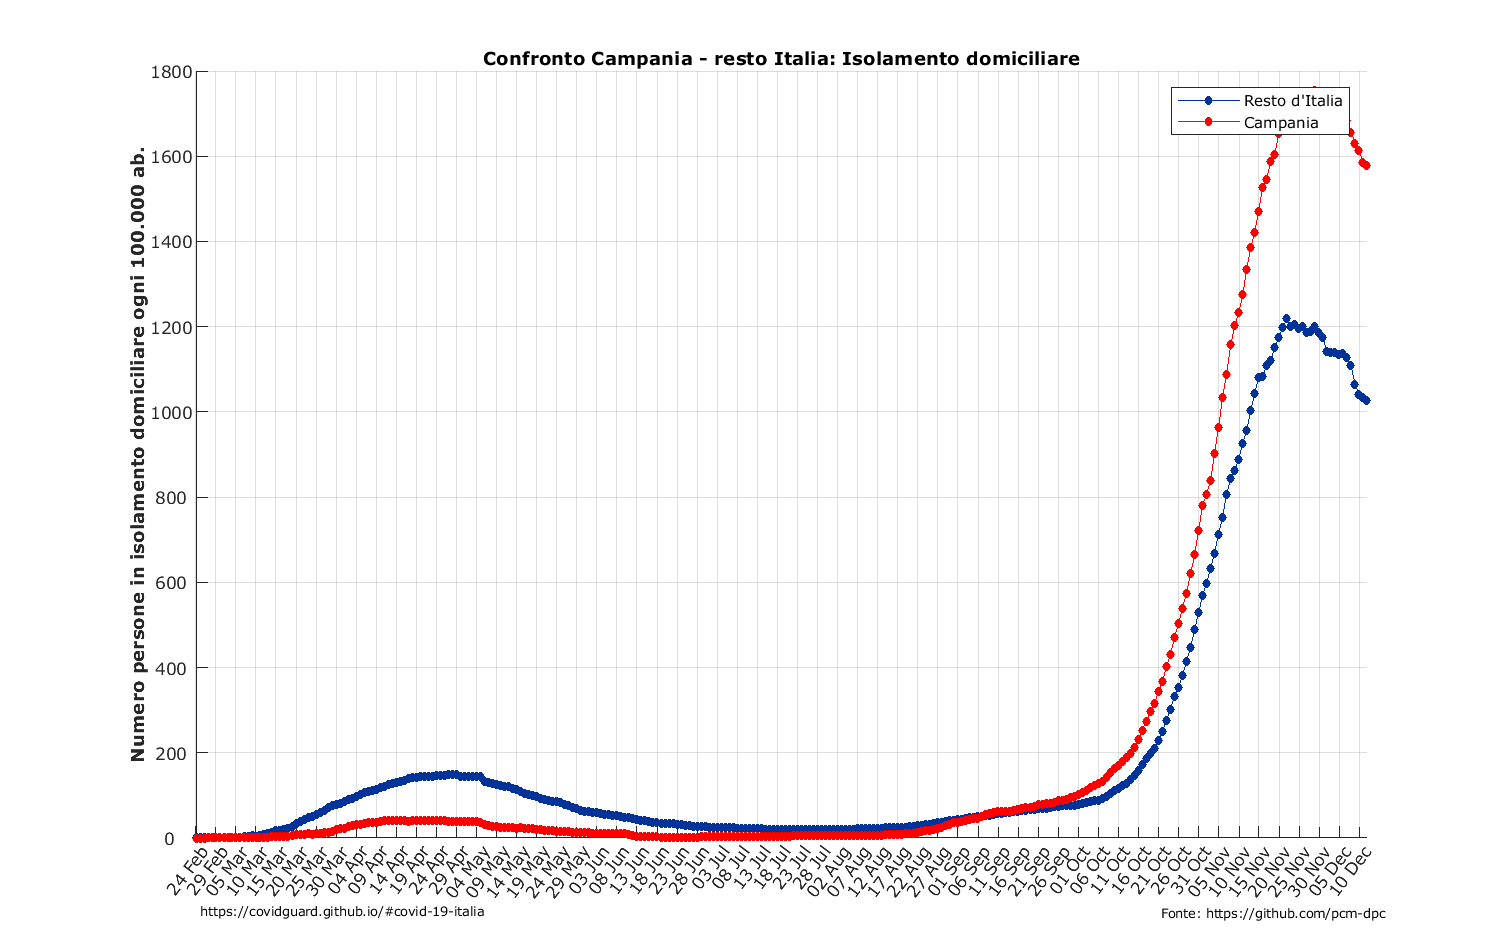 Confronto Campania - resto Italia: Isolamento domiciliare
Numero persone in isolamento domiciliare ogni 100.000 ab.
1800
1600
1400
1200
1000
800
600
400
200
0
Resto d'Italia
Campania
24 Feb
29 Feb
05 Mar
10 Mar
15 Mar
20 Mar
25 Mar
30 Mar
04 Apr
09 Apr
14 Apr
19 Apr
24 Apr
29 Apr
04 May
09 May
14 May
19 May
24 May
29 May
03 Jun
08 Jun
13 Jun
18 Jun
23 Jun
28 Jun
03 Jul
08 Jul
13 Jul
18 Jul
23 Jul
28 Jul
02 Aug
07 Aug
12 Aug
17 Aug
22 Aug
27 Aug
01 Sep
06 Sep
11 Sep
16 Sep
21 Sep
26 Sep
01 Oct
06 Oct
11 Oct
16 Oct
21 Oct
26 Oct
31 Oct
05 Nov
10 Nov
15 Nov
20 Nov
25 Nov
30 Nov
05 Dec
10 Dec
https://covidguard.github.io/#covid-19-italia
Fonte: https://github.com/pcm-dpc